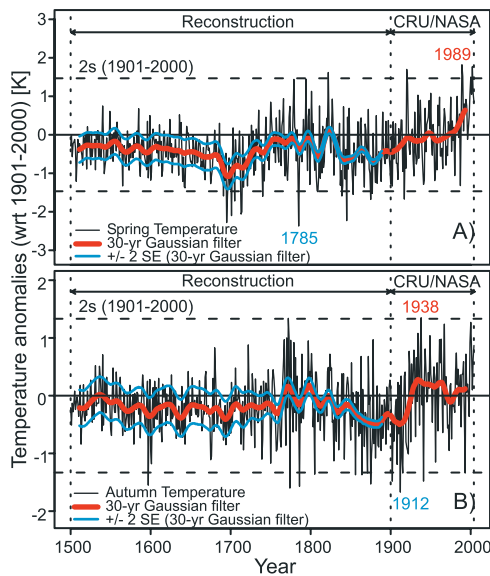 Temperature anomalies (wrt 1901-2000) [K]
Reconstruction CRU/NASA
3
2s (1901-2000)
1989
2
1
0
-1
-2
-3
1785
A)
Spring Temperature
30-yr Gaussian filter
+/- 2 SE (30-yr Gaussian filter)
Reconstruction CRU/NASA
2
2s (1901-2000)
1938
1
0
-1
-2
1912
B)
Autumn Temperature
30-yr Gaussian filter
+/- 2 SE (30-yr Gaussian filter)
1500 1600 1700 1800 1900 2000
Year